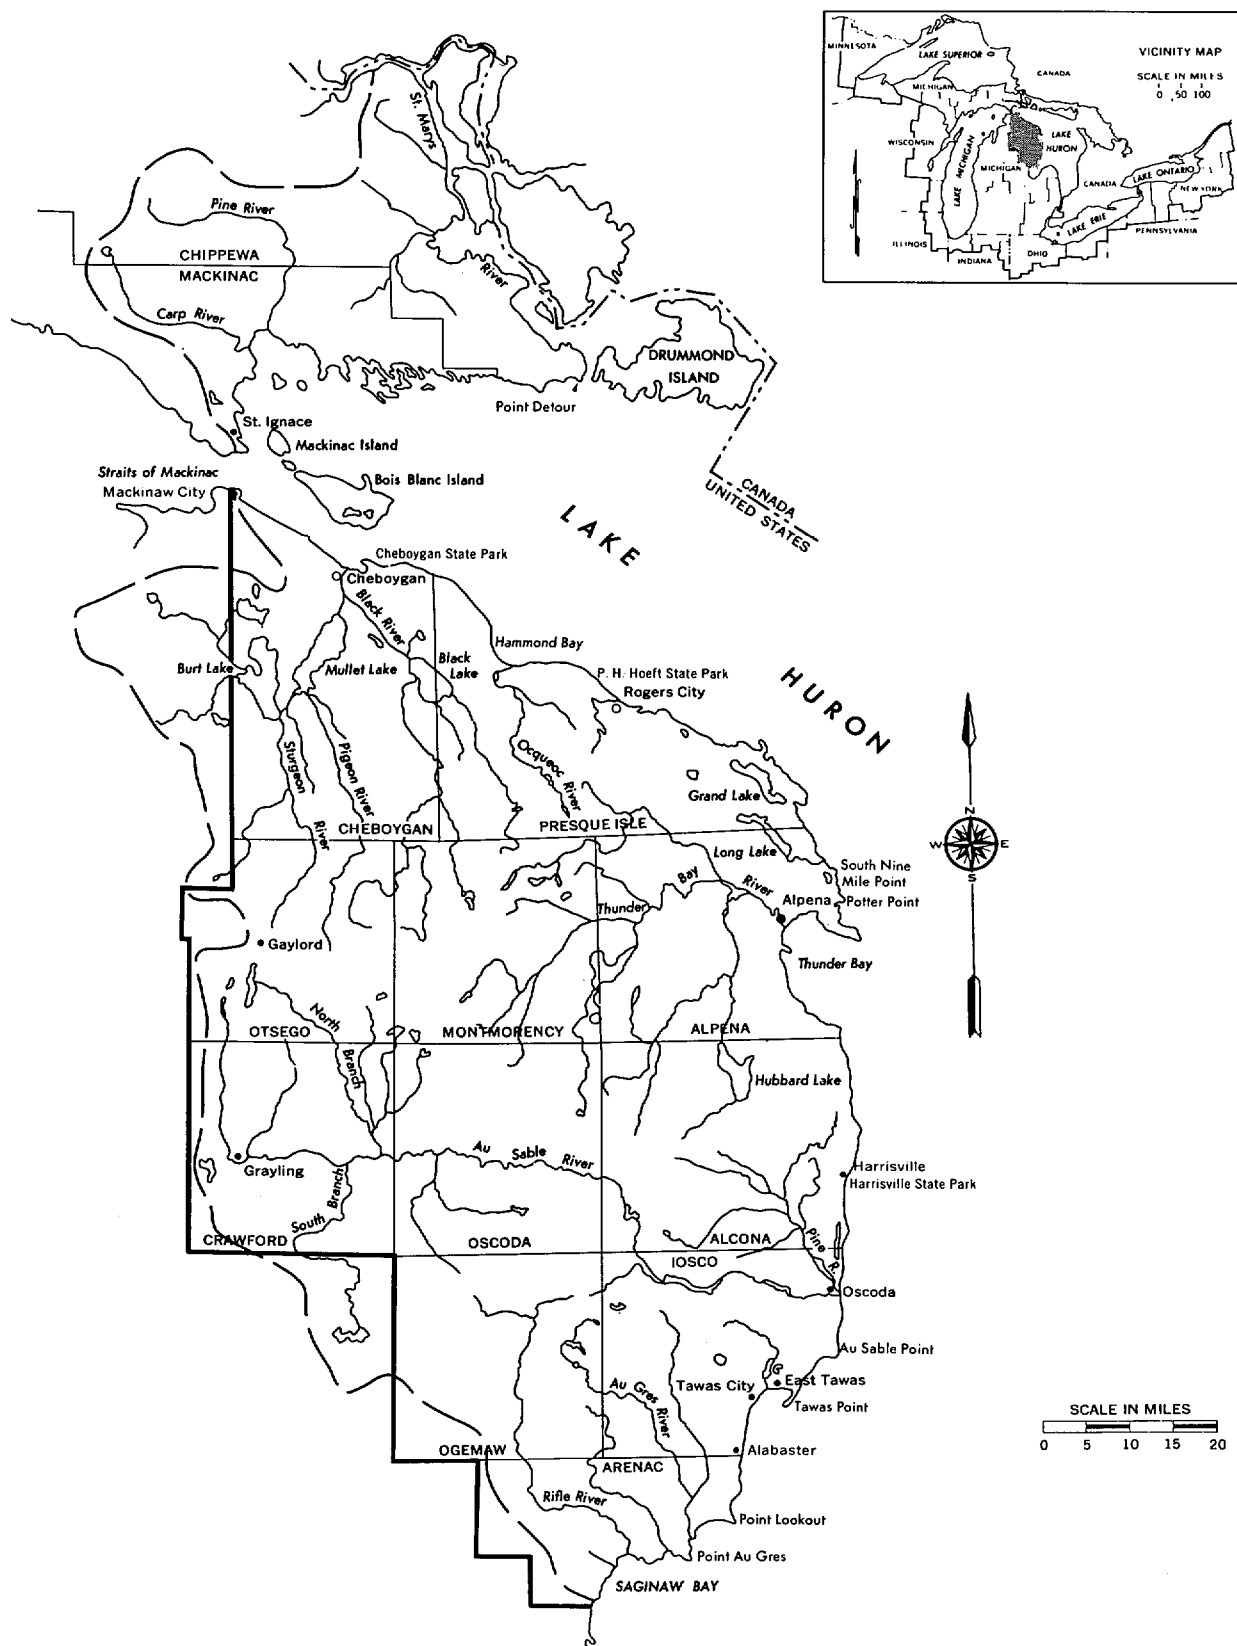 MINNESOTA
LAKE SUPERIOR
VICINITY MAP
SCALE IN MILES
0 50 100
CANADA
MICHIGAN
WISCONSIN
LAKE MICHIGAN
MICHIGAN
LAKE HURON
CANADA
LAKE ONTARIO
NEW YORK
LAKE ERIE
PENNSYLVANIA
ILLINOIS
INDIANA
OHIO
St. Marys
River
Pine River
CHIPPEWA
MACKINAC
Carp River
DRUMMOND
ISLAND
Point Detour
St. Ignace
Mackinac Island
Straits of Mackinac
Mackinaw City
Bois Blanc Island
CANADA
UNITED STATES
LAKE
HURON
Cheboygan State Park
Cheboygan
Black River
Hammond Bay
Burt Lake
Mullet Lake
Black
Lake
P. H. Hoeft State Park
Rogers City
Sturgeon
River
Pigeon River
Ocqueoc River
Grand Lake
CHEBOYGAN
PRESQUE ISLE
Long Lake
South Nine
Mile Point
Thunder
Bay
River
Alpena
Potter Point
Gaylord
Thunder Bay
N
W
E
S
North
Branch
OTSEGO
MONTMORENCY
ALPENA
Hubbard Lake
Au
Sable
River
Grayling
South
Branch
Harrisville
Harrisville State Park
CRAWFORD
OSCODA
ALCONA
Pine
R.
IOSCO
Oscoda
Au Sable Point
Au Gres
River
Tawas City
East Tawas
Tawas Point
SCALE IN MILES
0 5 10 15 20
OGEMAW
ARENAC
Alabaster
Rifle River
Point Lookout
Point Au Gres
SAGINAW BAY